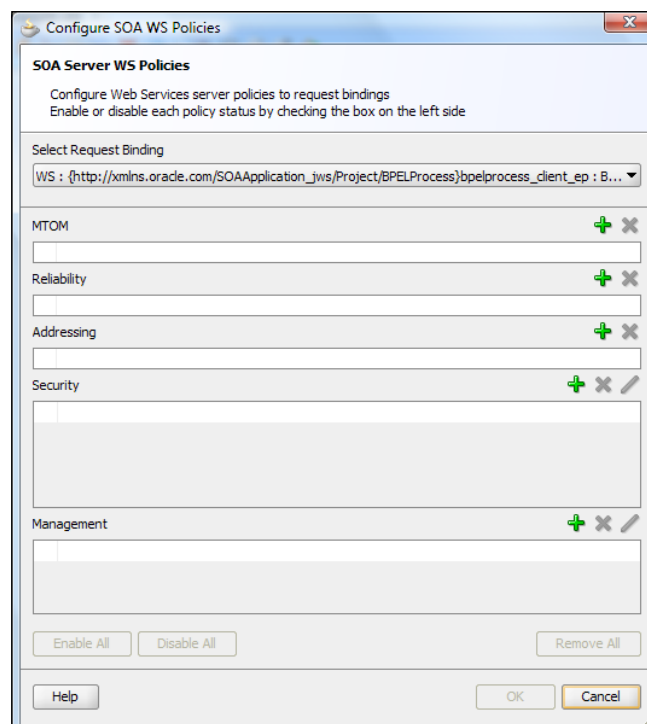 Configure SOA WS Policies
SOA Server WS Policies
Configure Web Services server policies to request bindings
Enable or disable each policy status by checking the box on the left side
Select Request Binding
WS : {http://xmlns.oracle.com/SOAApplication_jws/Project/BPELProcess}bpelprocess_client_ep : B...
MTOM
Reliability
Addressing
Security
Management
Enable All Disable All Remove All
Help OK Cancel